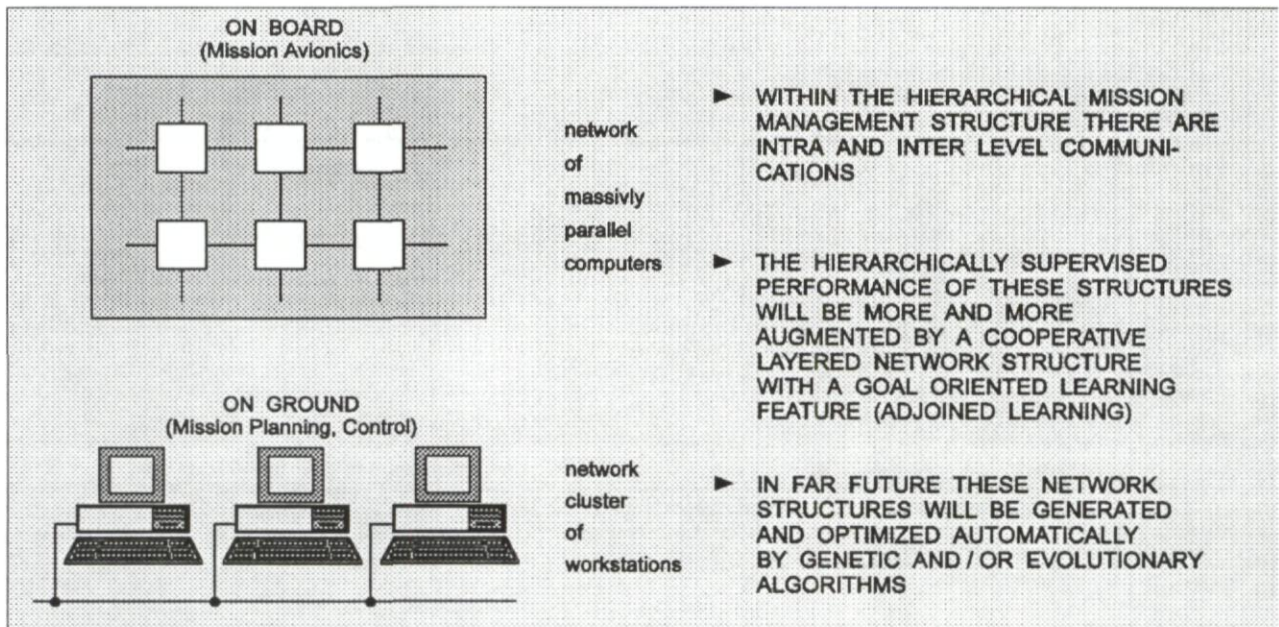 ON BOARD
(Mission Avionics)
network
of
massivly
parallel
computers
ON GROUND
(Mission Planning, Control)
network
cluster
of
workstations
► WITHIN THE HIERARCHICAL MISSION
MANAGEMENT STRUCTURE THERE ARE
INTRA AND INTER LEVEL COMMUNI-
CATIONS
► THE HIERARCHICALLY SUPERVISED
PERFORMANCE OF THESE STRUCTURES
WILL BE MORE AND MORE
AUGMENTED BY A COOPERATIVE
LAYERED NETWORK STRUCTURE
WITH A GOAL ORIENTED LEARNING
FEATURE (ADJOINED LEARNING)
► IN FAR FUTURE THESE NETWORK
STRUCTURES WILL BE GENERATED
AND OPTIMIZED AUTOMATICALLY
BY GENETIC AND / OR EVOLUTIONARY
ALGORITHMS